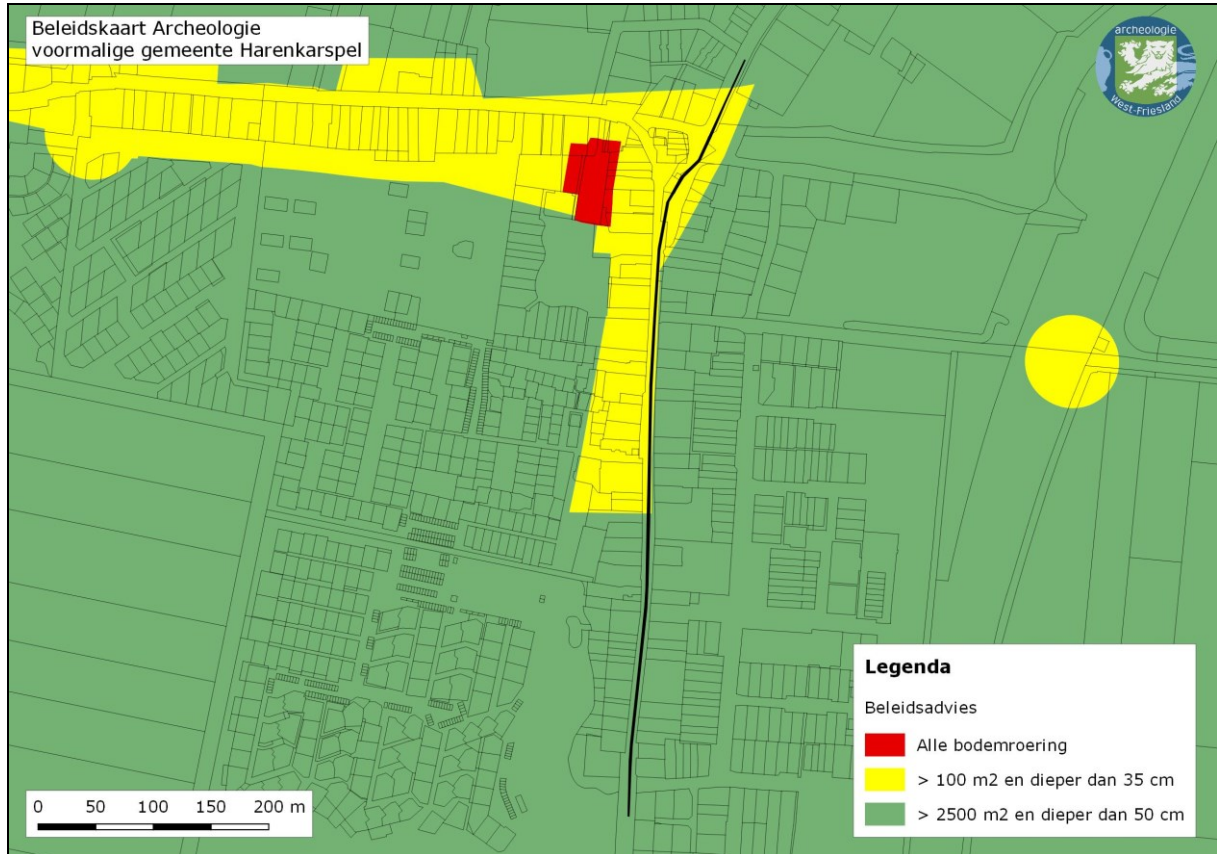 Beleidskaart Archeologie
voormalige gemeente Harenkarspel
archeologie
West-Friesland
Legenda
Beleidsadvies
Alle bodemroering
> 100 m2 en dieper dan 35 cm
> 2500 m2 en dieper dan 50 cm
0 50 100 150 200 m